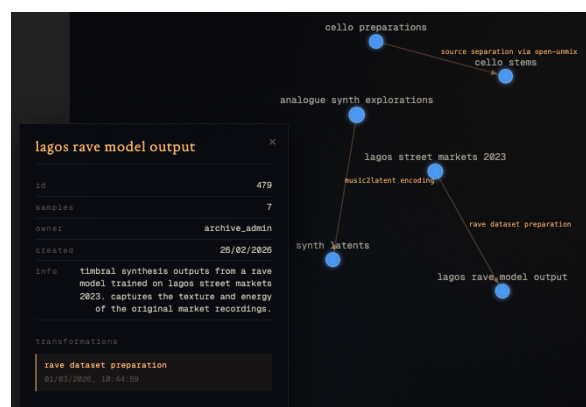 cello preparations
source separation via open-unmix
cello stems
analogue synth explorations
lagos street markets 2023
music2latent encoding
rave dataset preparation
synth latents
lagos rave model output
lagos rave model output
×
id 479
samples 7
owner archive_admin
created 26/02/2026
info timbral synthesis outputs from a rave
model trained on lagos street markets
2023. captures the texture and energy
of the original market recordings.
transformations
rave dataset preparation
01/03/2026, 10:44:59